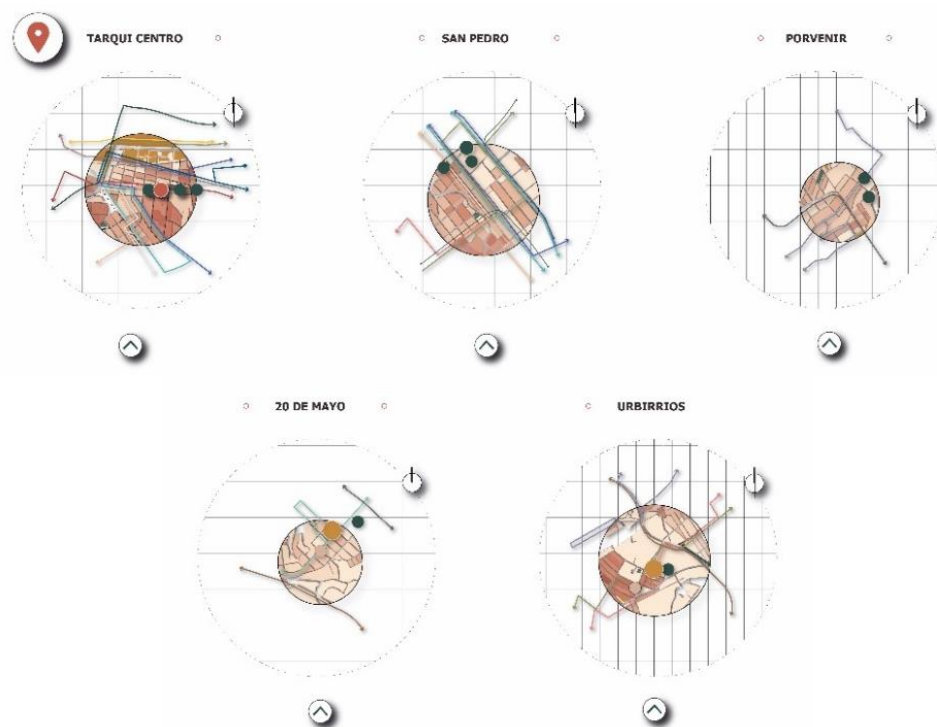 TARQUI CENTRO
SAN PEDRO
PORVENIR
20 DE MAYO
URBIRRIOS